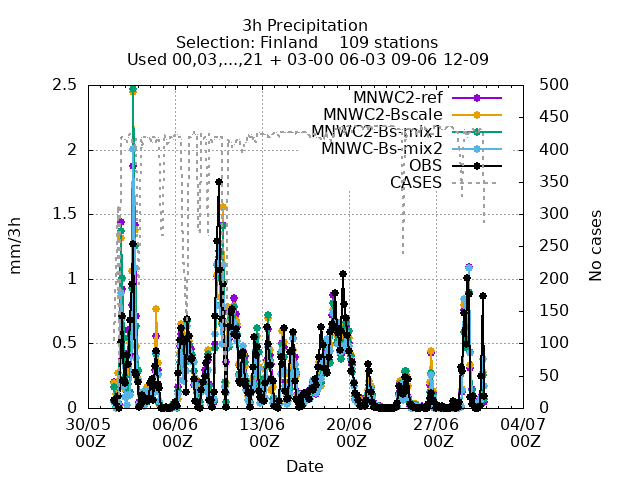 3h Precipitation
Selection: Finland    109 stations
Used 00,03,...,21 + 03-00 06-03 09-06 12-09
MNWC2-ref
MNWC2-Bscale
MNWC2-Bs-mix1
MNWC-Bs-mix2
OBS
CASES
2.5
2
1.5
1
0.5
0
mm/3h
500
450
400
350
300
250
200
150
100
50
0
No cases
30/05 06/06 13/06 20/06 27/06 04/07
00Z 00Z 00Z 00Z 00Z 00Z
Date